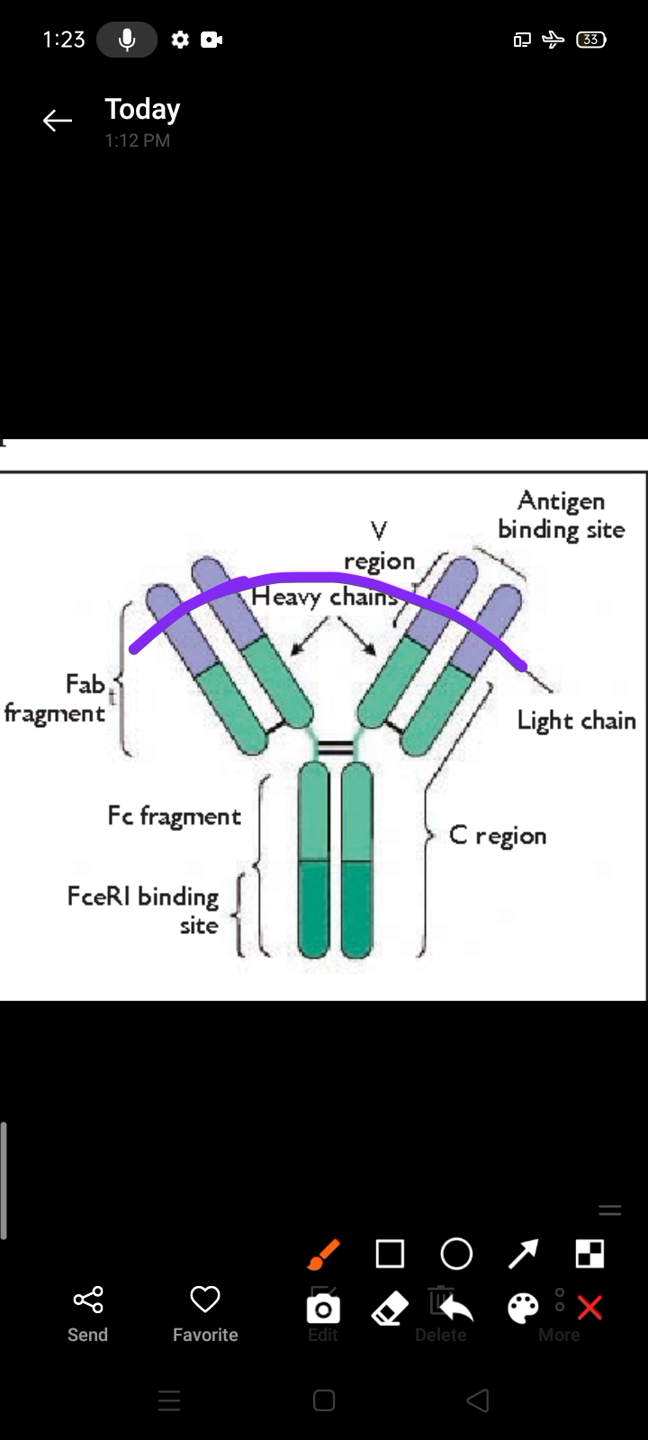 1:23
33
Today
1:12 PM
Antigen
binding site
V
region
Heavy chains
Fab
fragment
Light chain
Fc fragment
C region
FceRI binding
site
Send
Favorite
Edit
Delete
More